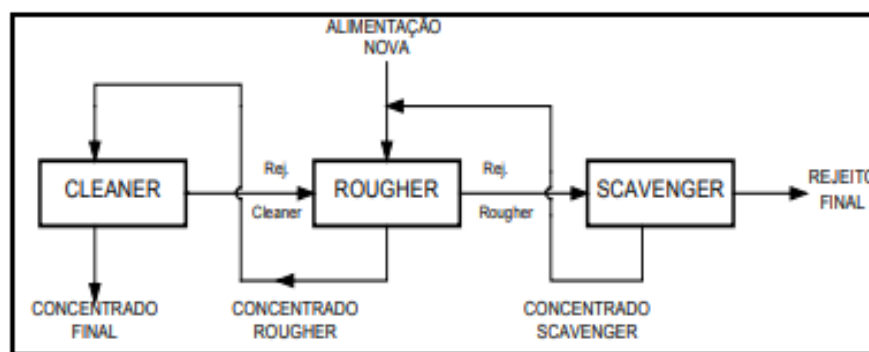 ALIMENTAÇÃO
NOVA
CLEANER
Rej.
Cleaner
ROUGHER
Rej.
Rougher
SCAVENGER
REJEITO
FINAL
CONCENTRADO
FINAL
CONCENTRADO
ROUGHER
CONCENTRADO
SCAVENGER